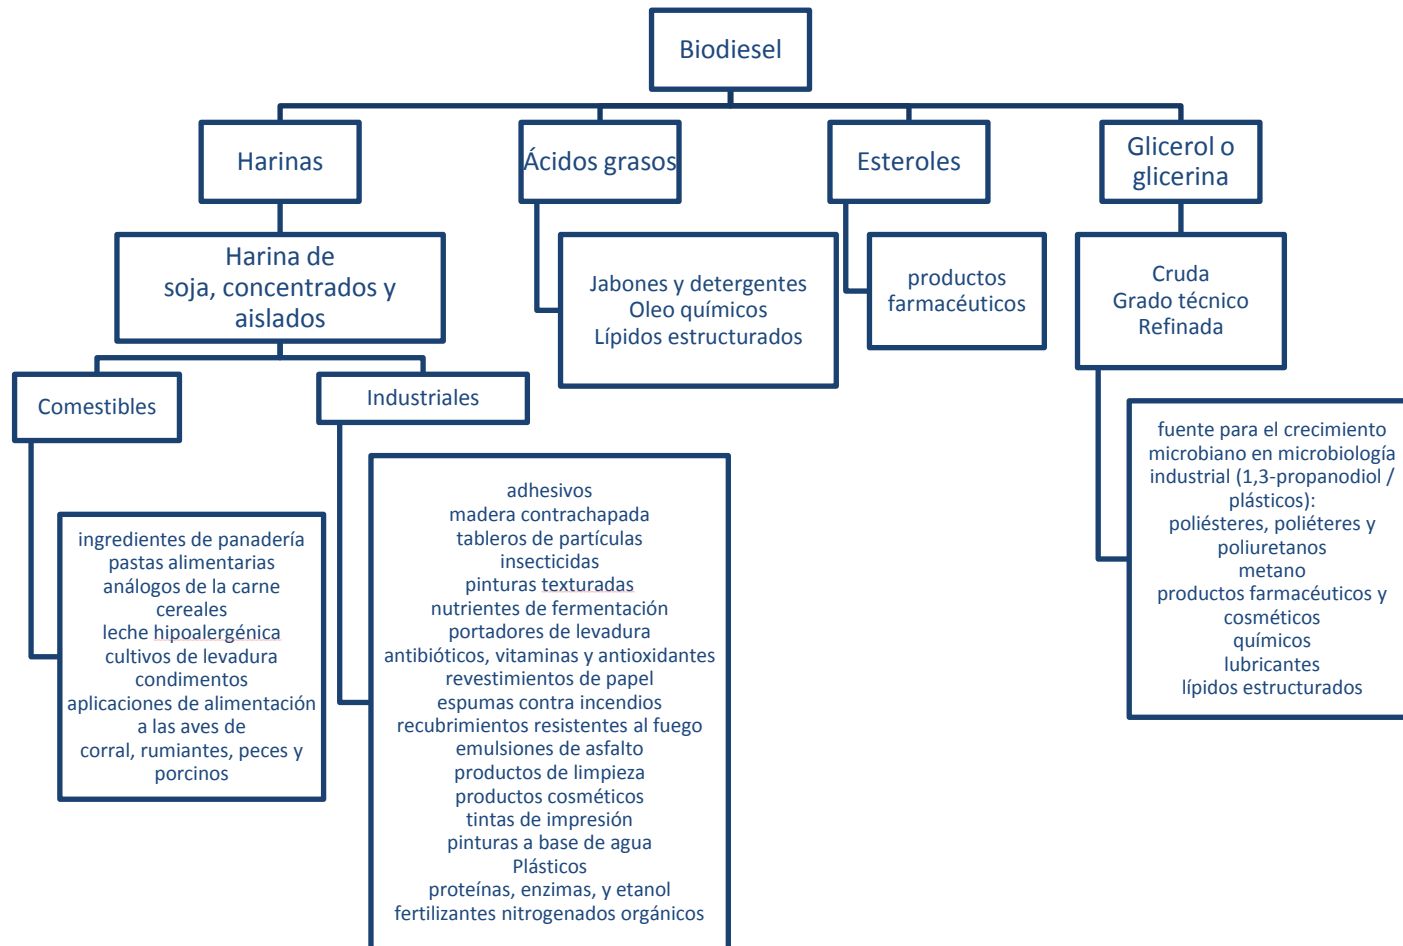 Biodiesel
Harinas
Ácidos grasos
Esteroles
Glicerol o
glicerina
Harina de
soja, concentrados y
aislados
Jabones y detergentes
Oleo químicos
Lípidos estructurados
productos
farmacéuticos
Cruda
Grado técnico
Refinada
Comestibles
Industriales
ingredientes de panadería
pastas alimentarias
análogos de la carne
cereales
leche hipoalergénica
cultivos de levadura
condimentos
aplicaciones de alimentación
a las aves de
corral, rumiantes, peces y
porcinos
adhesivos
madera contrachapada
tableros de partículas
insecticidas
pinturas texturadas
nutrientes de fermentación
portadores de levadura
antibióticos, vitaminas y antioxidantes
revestimientos de papel
espumas contra incendios
recubrimientos resistentes al fuego
emulsiones de asfalto
productos de limpieza
productos cosméticos
tintas de impresión
pinturas a base de agua
Plásticos
proteínas, enzimas, y etanol
fertilizantes nitrogenados orgánicos
fuente para el crecimiento
microbiano en microbiología
industrial (1,3-propanodiol /
plásticos):
poliésteres, poliéteres y
poliuretanos
metano
productos farmacéuticos y
cosméticos
químicos
lubricantes
lípidos estructurados